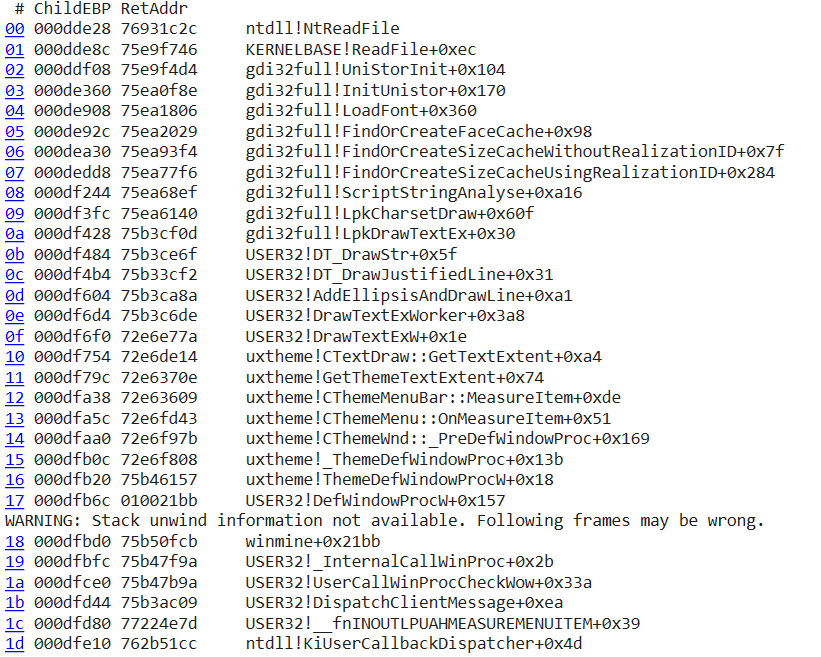 # ChildEBP RetAddr
00 000dde28 76931c2c ntdll!NtReadFile
01 000dde8c 75e9f746 KERNELBASE!ReadFile+0xec
02 000ddf08 75e9f4d4 gdi32full!UniStorInit+0x104
03 000de360 75ea0f8e gdi32full!InitUnistor+0x170
04 000de908 75ea1806 gdi32full!LoadFont+0x360
05 000de92c 75ea2029 gdi32full!FindOrCreateFaceCache+0x98
06 000dea30 75ea93f4 gdi32full!FindOrCreateSizeCacheWithoutRealizationID+0x7f
07 000dedd8 75ea77f6 gdi32full!FindOrCreateSizeCacheUsingRealizationID+0x284
08 000df244 75ea68ef gdi32full!ScriptStringAnalyse+0xa16
09 000df3fc 75ea6140 gdi32full!LpkCharsetDraw+0x60f
0a 000df428 75b3cf0d gdi32full!LpkDrawTextEx+0x30
0b 000df484 75b3ce6f USER32!DT_DrawStr+0x5f
0c 000df4b4 75b33cf2 USER32!DT_DrawJustifiedLine+0x31
0d 000df604 75b3ca8a USER32!AddEllipsisAndDrawLine+0xa1
0e 000df6d4 75b3c6de USER32!DrawTextExWorker+0x3a8
0f 000df6f0 72e6e77a USER32!DrawTextExW+0x1e
10 000df754 72e6de14 uxtheme!CTextDraw::GetTextExtent+0xa4
11 000df79c 72e6370e uxtheme!GetThemeTextExtent+0x74
12 000dfa38 72e63609 uxtheme!CThemeMenuBar::MeasureItem+0xde
13 000dfa5c 72e6fd43 uxtheme!CThemeMenu::OnMeasureItem+0x51
14 000dfaa0 72e6f97b uxtheme!CThemeWnd::_PreDefWindowProc+0x169
15 000dfb0c 72e6f808 uxtheme!_ThemeDefWindowProc+0x13b
16 000dfb20 75b46157 uxtheme!ThemeDefWindowProcW+0x18
17 000dfb6c 010021bb USER32!DefWindowProcW+0x157
WARNING: Stack unwind information not available. Following frames may be wrong.
18 000dfbd0 75b50fcb winmine+0x21bb
19 000dfbfc 75b47f9a USER32!_InternalCallWinProc+0x2b
1a 000dfce0 75b47b9a USER32!UserCallWinProcCheckWow+0x33a
1b 000dfd44 75b3ac09 USER32!DispatchClientMessage+0xea
1c 000dfd80 77224e7d USER32!__fnINOUTLPUAHMEASUREMENUITEM+0x39
1d 000dfe10 762b51cc ntdll!KiUserCallbackDispatcher+0x4d